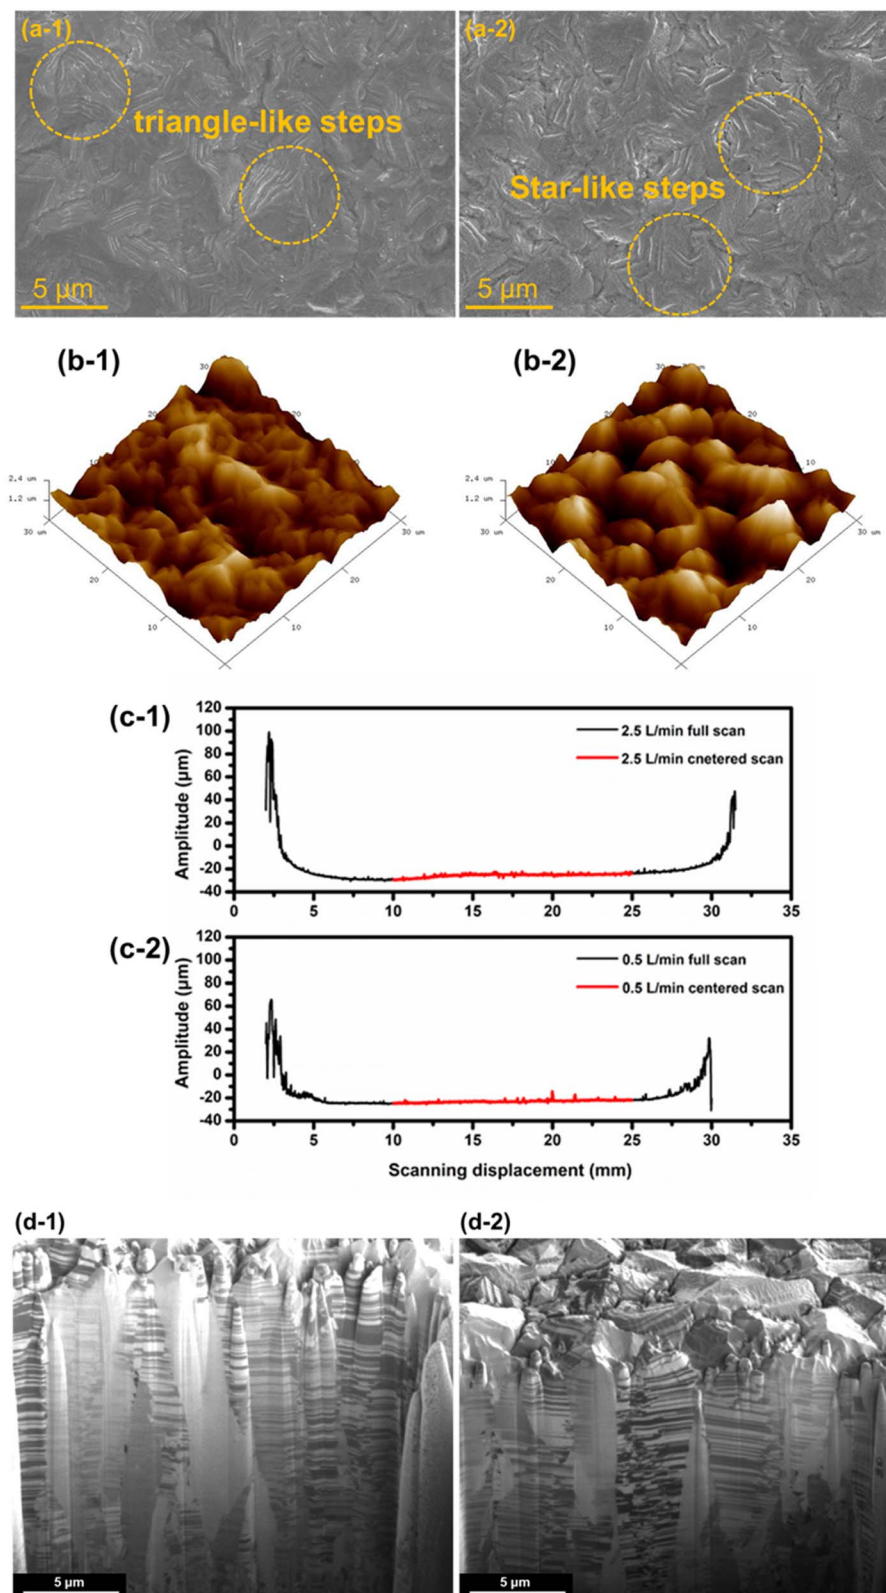 (a-1)
(a-2)
triangle-like steps
Star-like steps
5 µm
5 µm
(b-1)
(b-2)
30
20
10
2.4 um
1.2 um
30 um
20
10
10
20
30 um
20
10
2.4 um
1.2 um
30 um
20
10
10
20
30 um
(c-1)
120
100
80
60
40
20
0
-20
-40
Amplitude (µm)
2.5 L/min full scan
2.5 L/min cnetered scan
0 5 10 15 20 25 30 35
(c-2)
120
100
80
60
40
20
0
-20
-40
Amplitude (µm)
0.5 L/min full scan
0.5 L/min centered scan
0 5 10 15 20 25 30 35
Scanning displacement (mm)
(d-1)
(d-2)
5 µm
5 µm